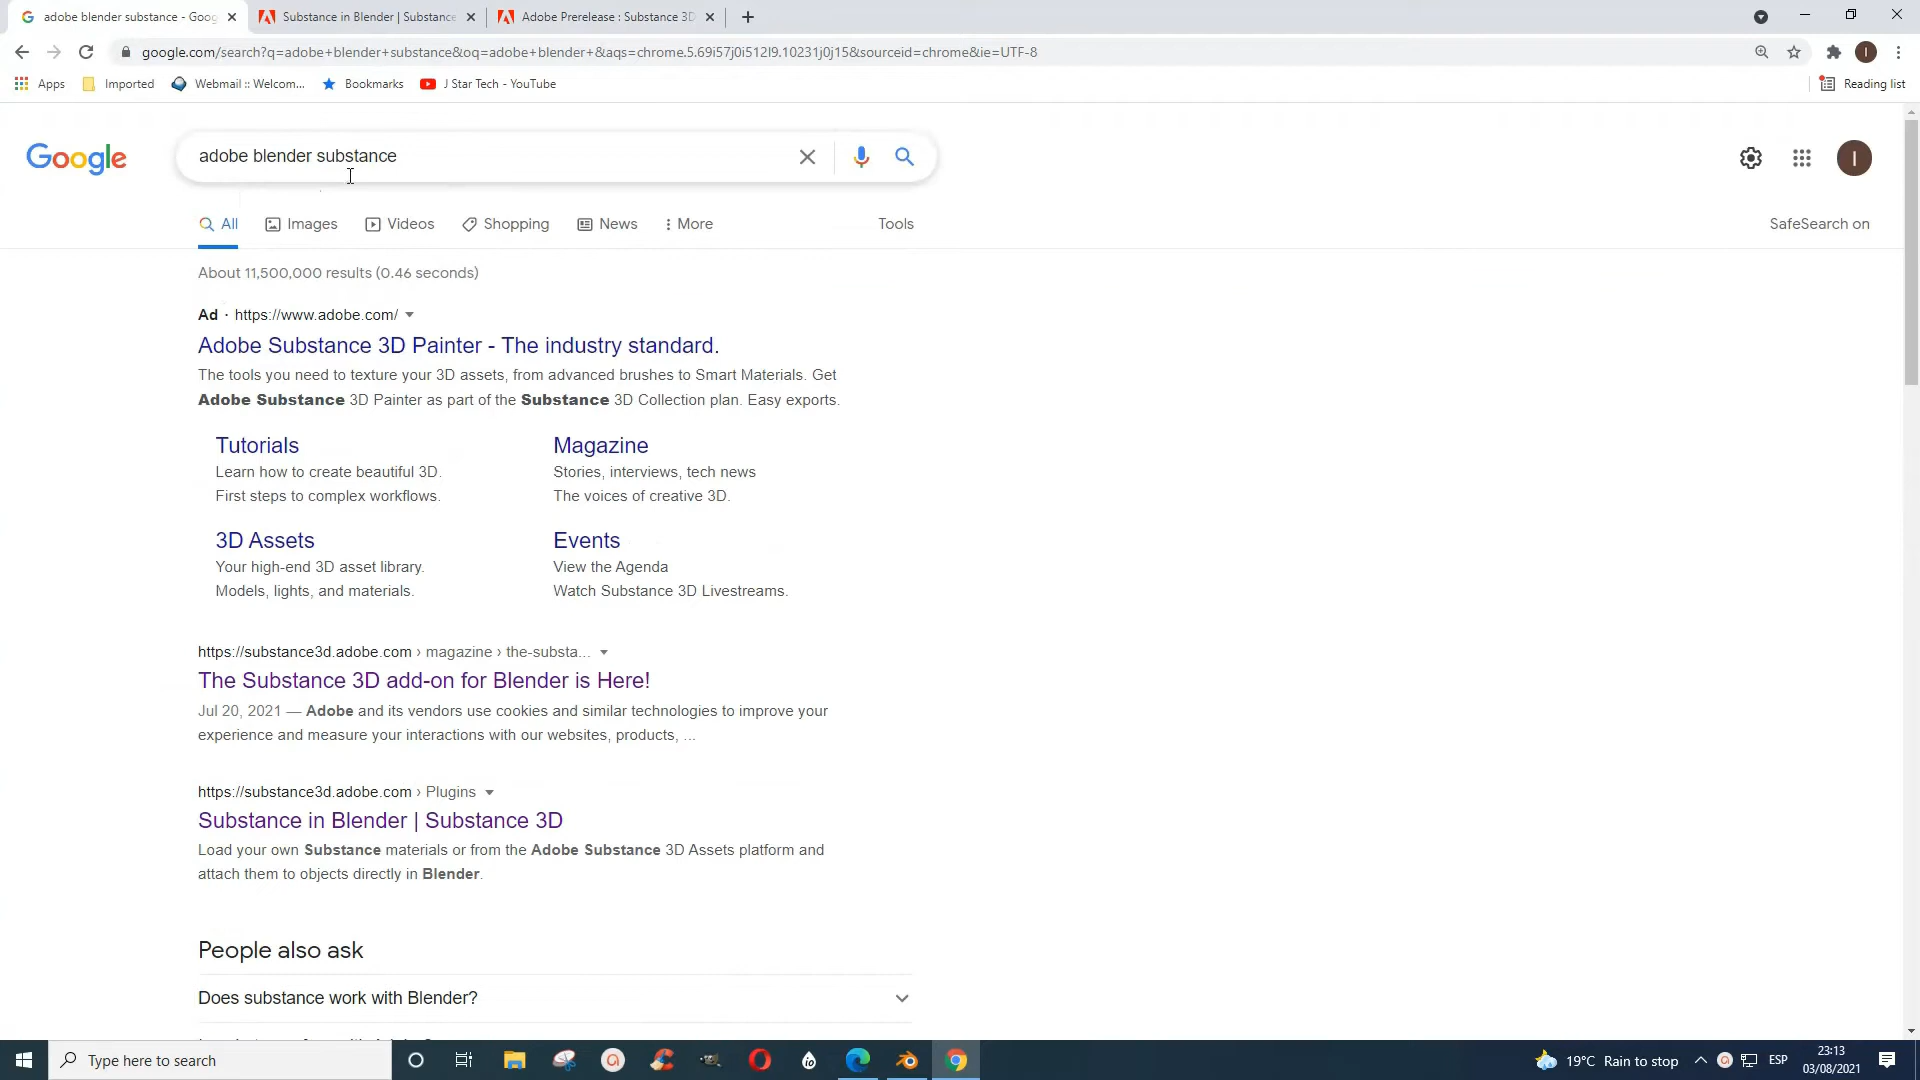 adobe blender substance - Goog
Substance in Blender | Substance
Adobe Prerelease : Substance 3D
google.com/search?q=adobe+blender+substance&oq=adobe+blender+&aqs=chrome.5.69i57j0i512l9.10231j0j15&sourceid=chrome&ie=UTF-8
I
Apps
Imported
Webmail :: Welcom...
Bookmarks
J Star Tech - YouTube
Reading list
Google
adobe blender substance
I
All
Images
Videos
Shopping
News
More
Tools
SafeSearch on
About 11,500,000 results (0.46 seconds)
Ad · https://www.adobe.com/
Adobe Substance 3D Painter - The industry standard.
The tools you need to texture your 3D assets, from advanced brushes to Smart Materials. Get
Adobe Substance 3D Painter as part of the Substance 3D Collection plan. Easy exports.
Tutorials
Learn how to create beautiful 3D.
First steps to complex workflows.
Magazine
Stories, interviews, tech news
The voices of creative 3D.
3D Assets
Your high-end 3D asset library.
Models, lights, and materials.
Events
View the Agenda
Watch Substance 3D Livestreams.
https://substance3d.adobe.com › magazine › the-substa...
The Substance 3D add-on for Blender is Here!
Jul 20, 2021 — Adobe and its vendors use cookies and similar technologies to improve your
experience and measure your interactions with our websites, products, ...
https://substance3d.adobe.com › Plugins
Substance in Blender | Substance 3D
Load your own Substance materials or from the Adobe Substance 3D Assets platform and
attach them to objects directly in Blender.
People also ask
Does substance work with Blender?
Type here to search
io
19°C Rain to stop
ESP
23:13
03/08/2021